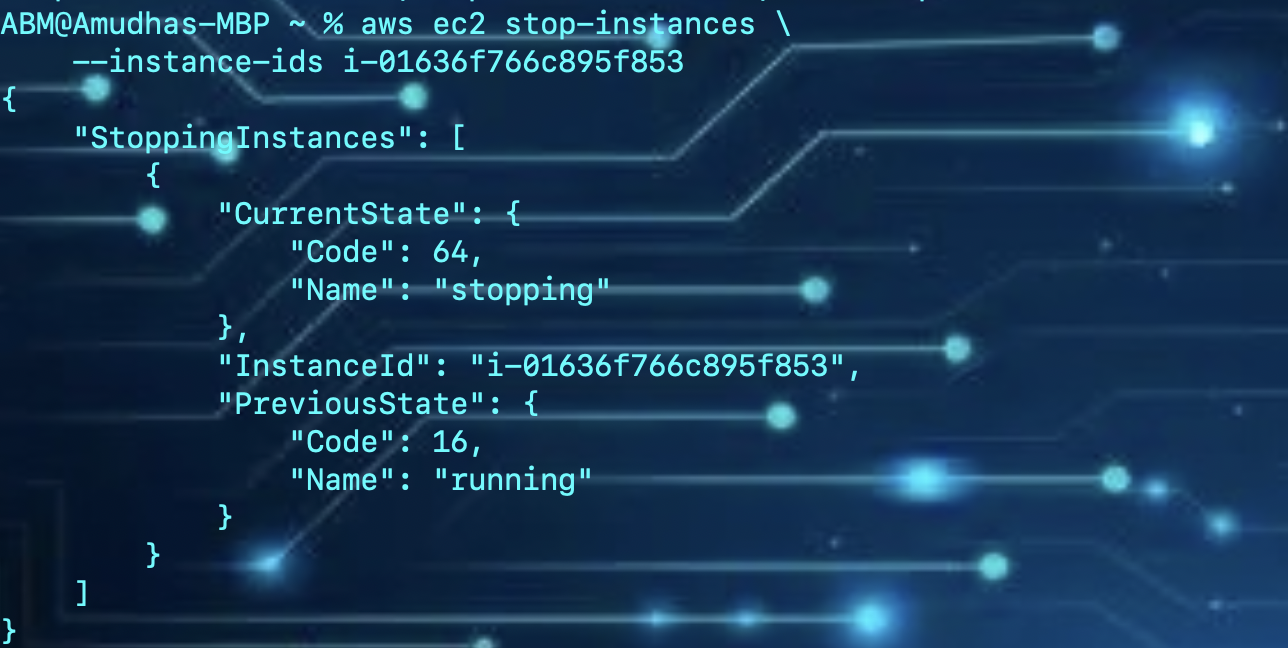 ABM@Amudhas-MBP ~ % aws ec2 stop-instances \
    --instance-ids i-01636f766c895f853
{
    "StoppingInstances": [
        {
            "CurrentState": {
                "Code": 64,
                "Name": "stopping"
            },
            "InstanceId": "i-01636f766c895f853",
            "PreviousState": {
                "Code": 16,
                "Name": "running"
            }
        }
    ]
}